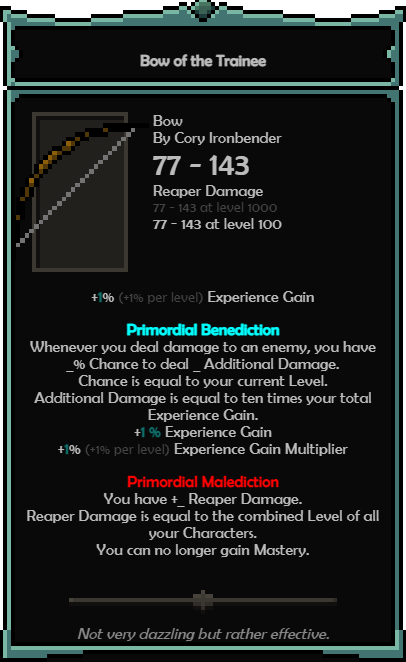 Bow of the Trainee
Bow
By Cory Ironbender
77 - 143
Reaper Damage
77 - 143 at level 1000
77 - 143 at level 100
+1% (+1% per level) Experience Gain
Primordial Benediction
Whenever you deal damage to an enemy, you have
_% Chance to deal _ Additional Damage.
Chance is equal to your current Level.
Additional Damage is equal to ten times your total
Experience Gain.
+1 % Experience Gain
+1% (+1% per level) Experience Gain Multiplier
Primordial Malediction
You have +_ Reaper Damage.
Reaper Damage is equal to the combined Level of all
your Characters.
You can no longer gain Mastery.
Not very dazzling but rather effective.